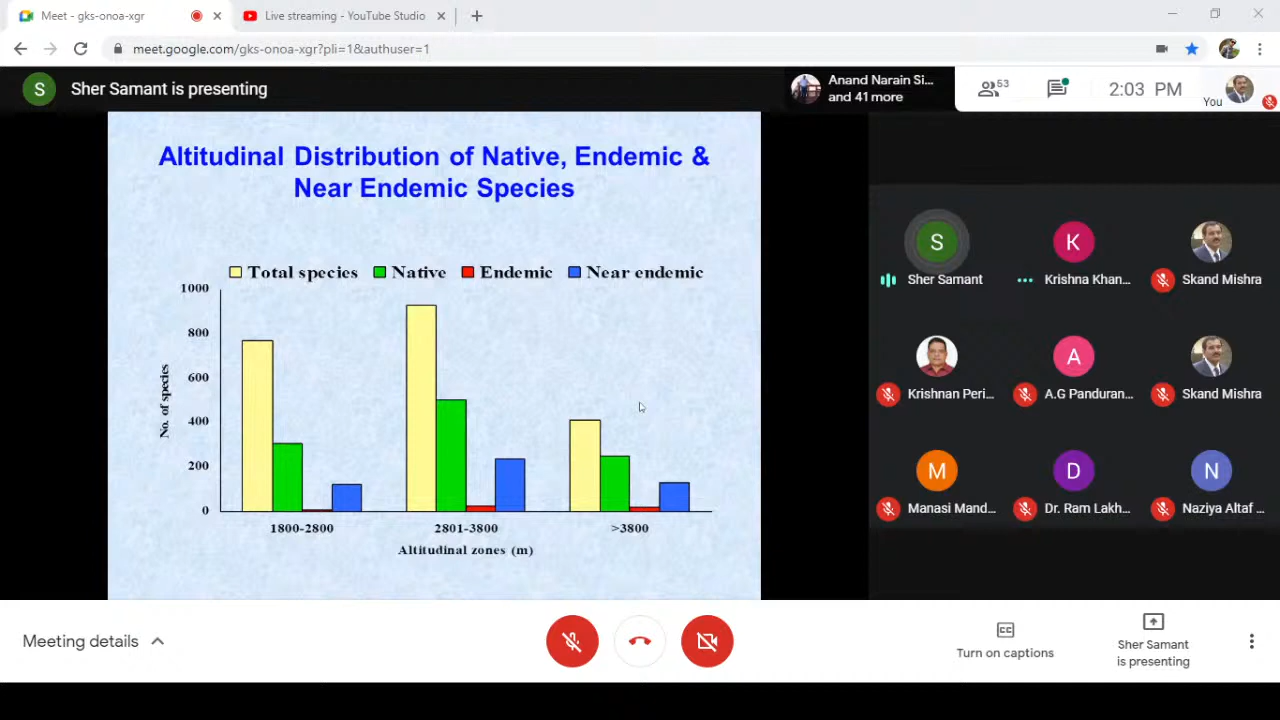 Meet - gks-onoa-xgr
Live streaming - YouTube Studio
meet.google.com/gks-onoa-xgr?pli=1&authuser=1
S
Sher Samant is presenting
Anand Narain Si...
and 41 more
53
2:03 PM
You
Altitudinal Distribution of Native, Endemic &
Near Endemic Species
Total species Native Endemic Near endemic
1000
800
600
400
200
0
No. of species
1800-2800 2801-3800 >3800
Altitudinal zones (m)
S K
Sher Samant Krishna Khan... Skand Mishra
A
Krishnan Peri... A.G Panduran... Skand Mishra
M D N
Manasi Mand... Dr. Ram Lakh... Naziya Altaf ...
Meeting details
CC
Turn on captions
Sher Samant
is presenting